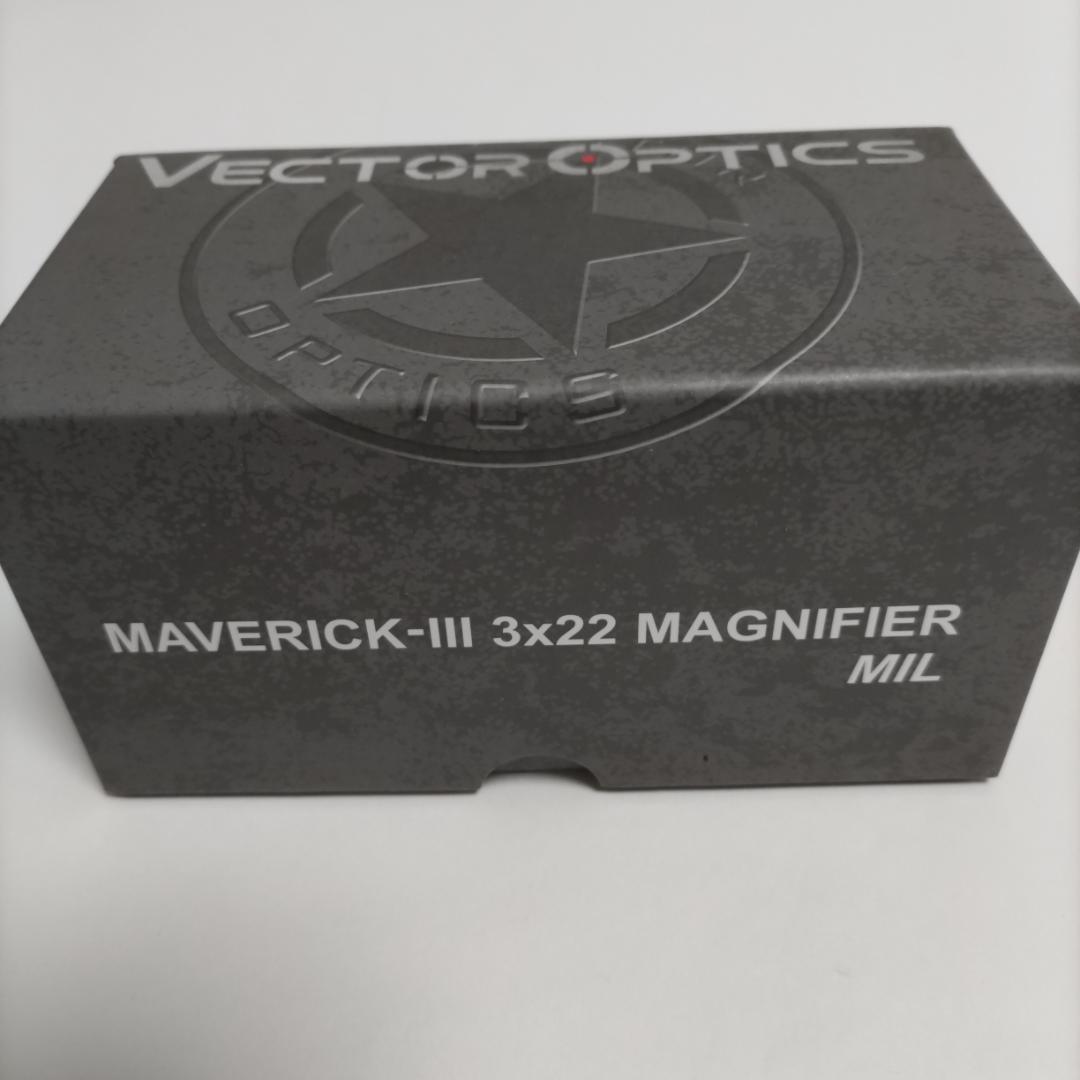 VECTOR OPTICS
OPTICS
MAVERICK-III 3x22 MAGNIFIER
MIL